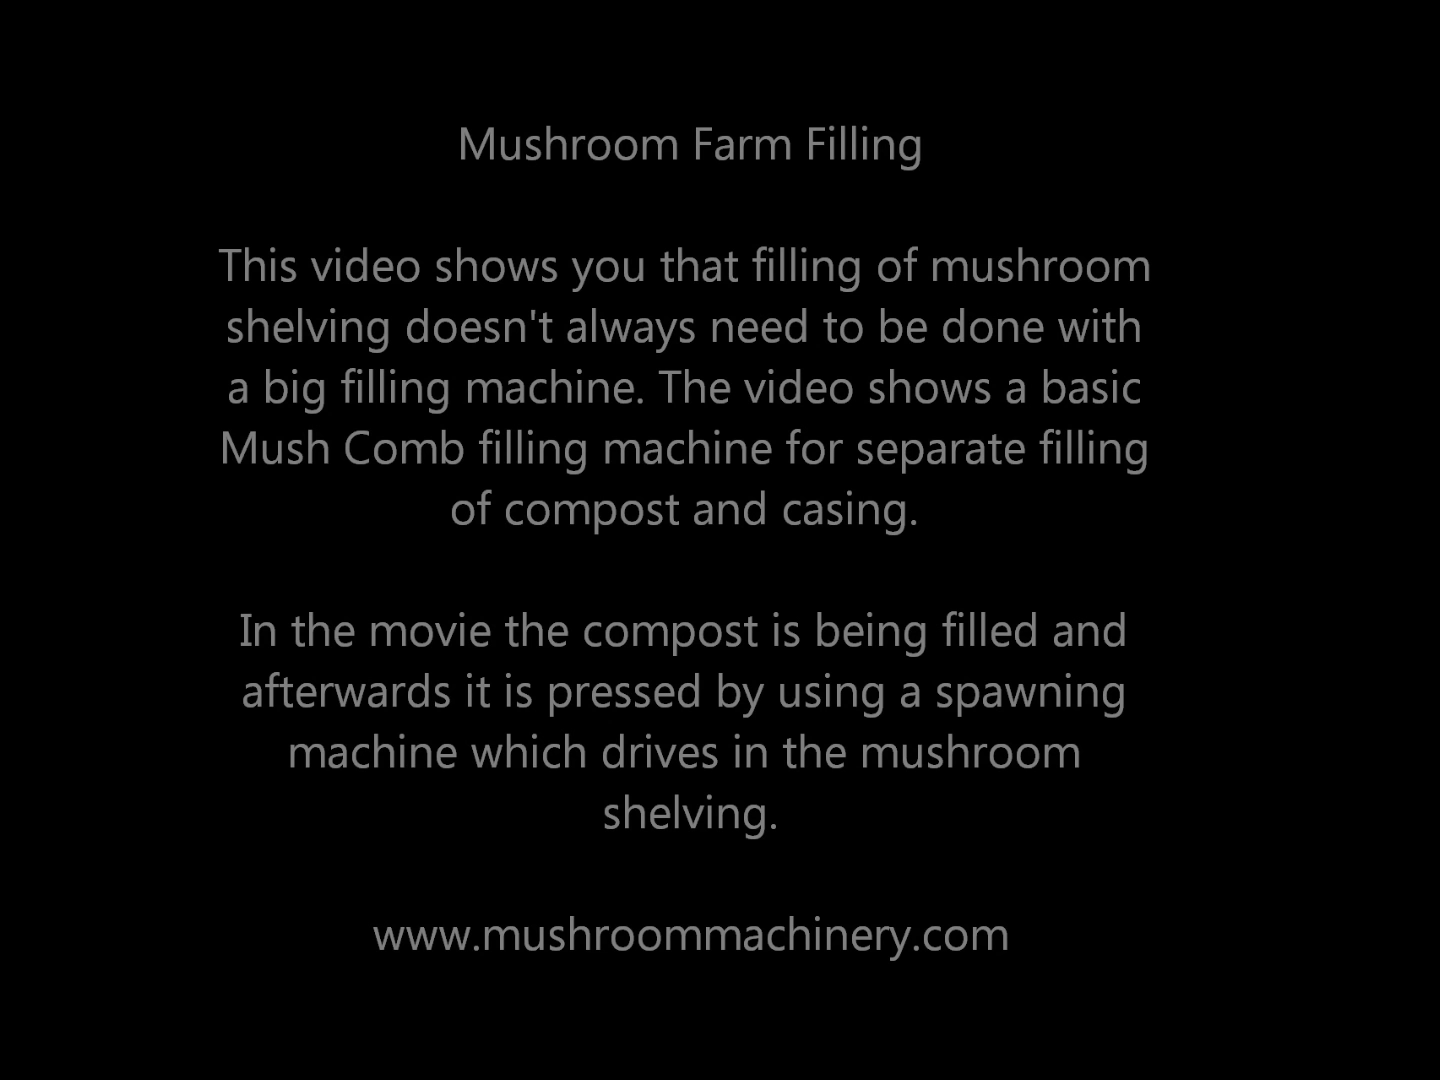 Mushroom Farm Filling
This video shows you that filling of mushroom
shelving doesn't always need to be done with
a big filling machine. The video shows a basic
Mush Comb filling machine for separate filling
of compost and casing.
In the movie the compost is being filled and
afterwards it is pressed by using a spawning
machine which drives in the mushroom
shelving.
www.mushroommachinery.com